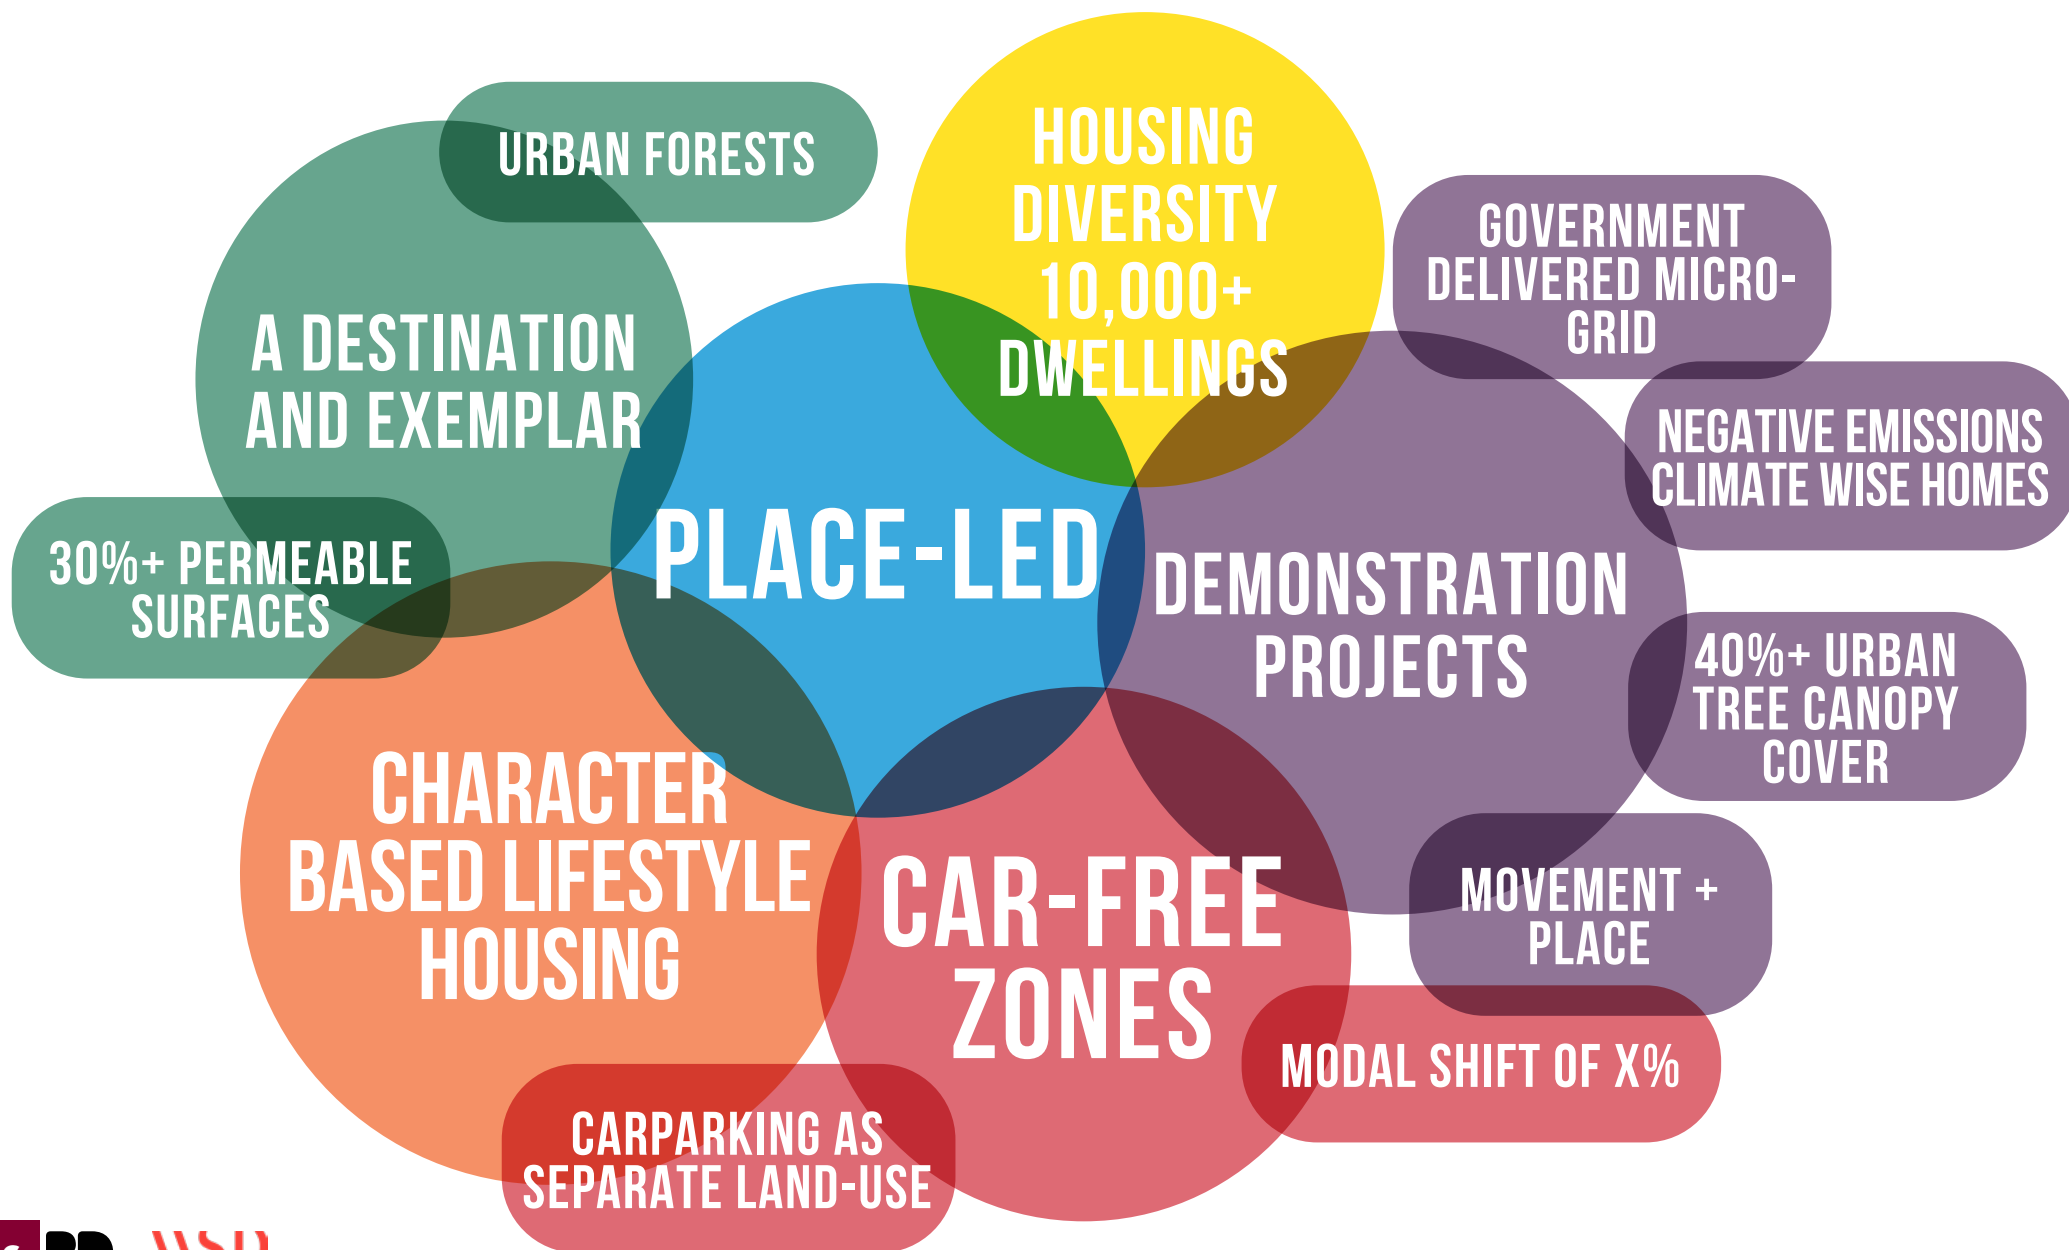 URBAN FORESTS
HOUSING
DIVERSITY
10,000+
DWELLINGS
GOVERNMENT
DELIVERED MICRO-
GRID
A DESTINATION
AND EXEMPLAR
NEGATIVE EMISSIONS
CLIMATE WISE HOMES
30%+ PERMEABLE
SURFACES
PLACE-LED
DEMONSTRATION
PROJECTS
40%+ URBAN
TREE CANOPY
COVER
CHARACTER
BASED LIFESTYLE
HOUSING
CAR-FREE
ZONES
MOVEMENT +
PLACE
MODAL SHIFT OF X%
CARPARKING AS
SEPARATE LAND-USE